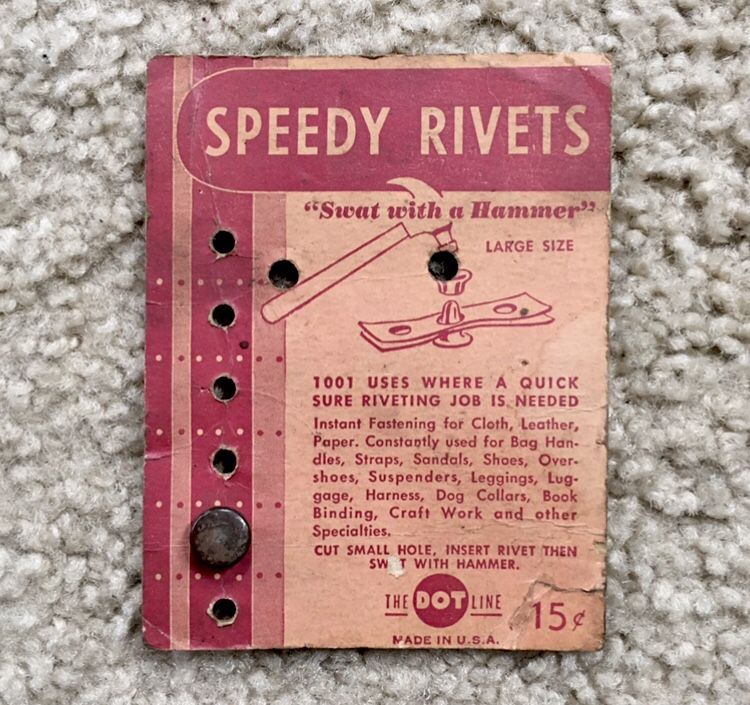 SPEEDY RIVETS
"Swat with a Hammer"
LARGE SIZE
1001 USES WHERE A QUICK
SURE RIVETING JOB IS NEEDED
Instant Fastening for Cloth, Leather,
Paper. Constantly used for Bag Han-
dles, Straps, Sandals, Shoes, Over-
shoes, Suspenders, Leggings, Lug-
gage, Harness, Dog Collars, Book
Binding, Craft Work and other
Specialties.
CUT SMALL HOLE, INSERT RIVET THEN
SWAT WITH HAMMER.
THE DOT LINE
15¢
MADE IN U.S.A.